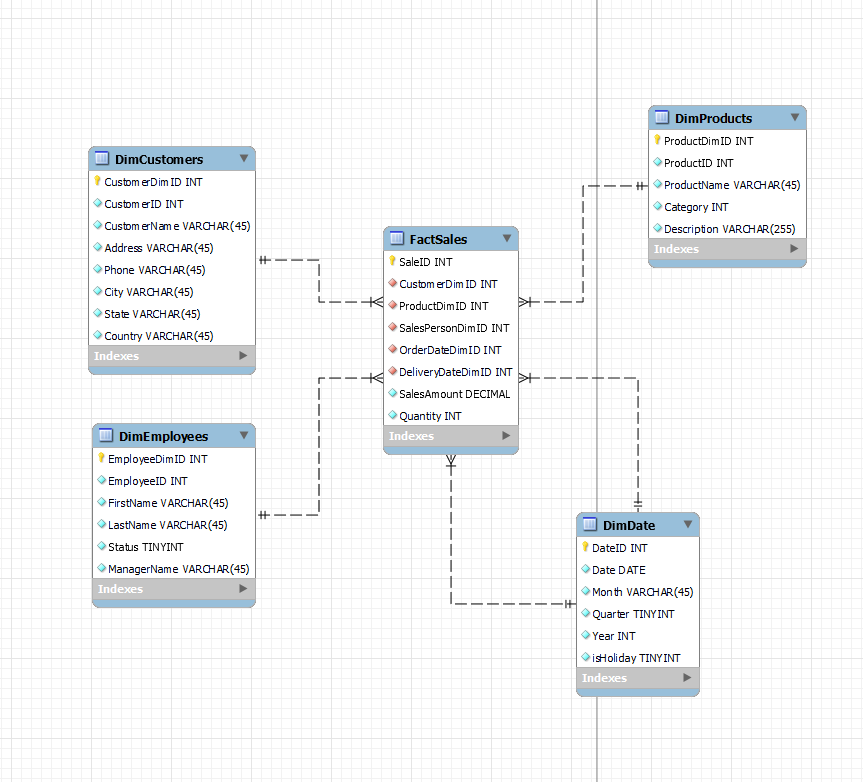 DimCustomers
CustomerDimID INT
CustomerID INT
CustomerName VARCHAR(45)
Address VARCHAR(45)
Phone VARCHAR(45)
City VARCHAR(45)
State VARCHAR(45)
Country VARCHAR(45)
Indexes
DimEmployees
EmployeeDimID INT
EmployeeID INT
FirstName VARCHAR(45)
LastName VARCHAR(45)
Status TINYINT
ManagerName VARCHAR(45)
Indexes
FactSales
SaleID INT
CustomerDimID INT
ProductDimID INT
SalesPersonDimID INT
OrderDateDimID INT
DeliveryDateDimID INT
SalesAmount DECIMAL
Quantity INT
Indexes
DimProducts
ProductDimID INT
ProductID INT
ProductName VARCHAR(45)
Category INT
Description VARCHAR(255)
Indexes
DimDate
DateID INT
Date DATE
Month VARCHAR(45)
Quarter TINYINT
Year INT
isHoliday TINYINT
Indexes